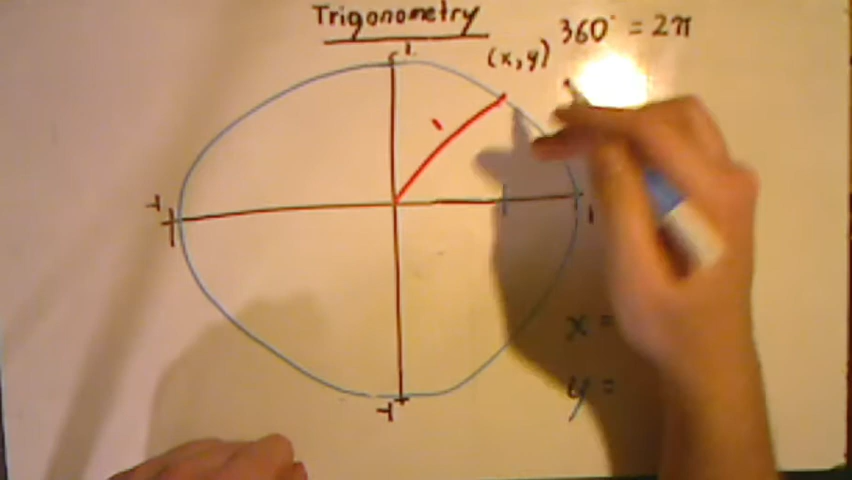 Trigonometry
360° = 2π
(x,y)
1
-1
1
-1
x =
y =